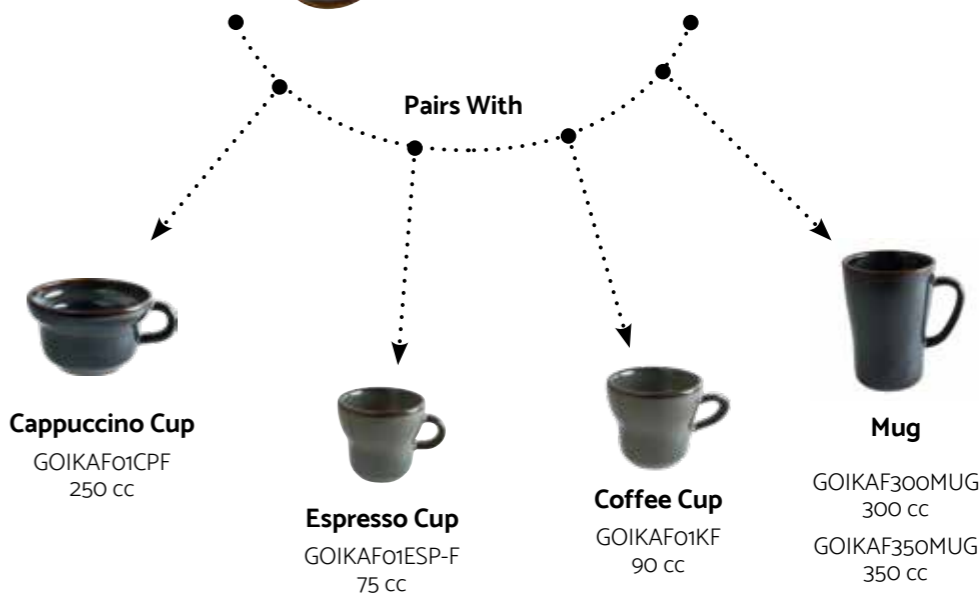 Pairs With
Cappuccino Cup
GOIKAF01CPF
250 cc
Espresso Cup
GOIKAF01ESP-F
75 cc
Coffee Cup
GOIKAF01KF
90 cc
Mug
GOIKAF300MUG
300 cc
GOIKAF350MUG
350 cc